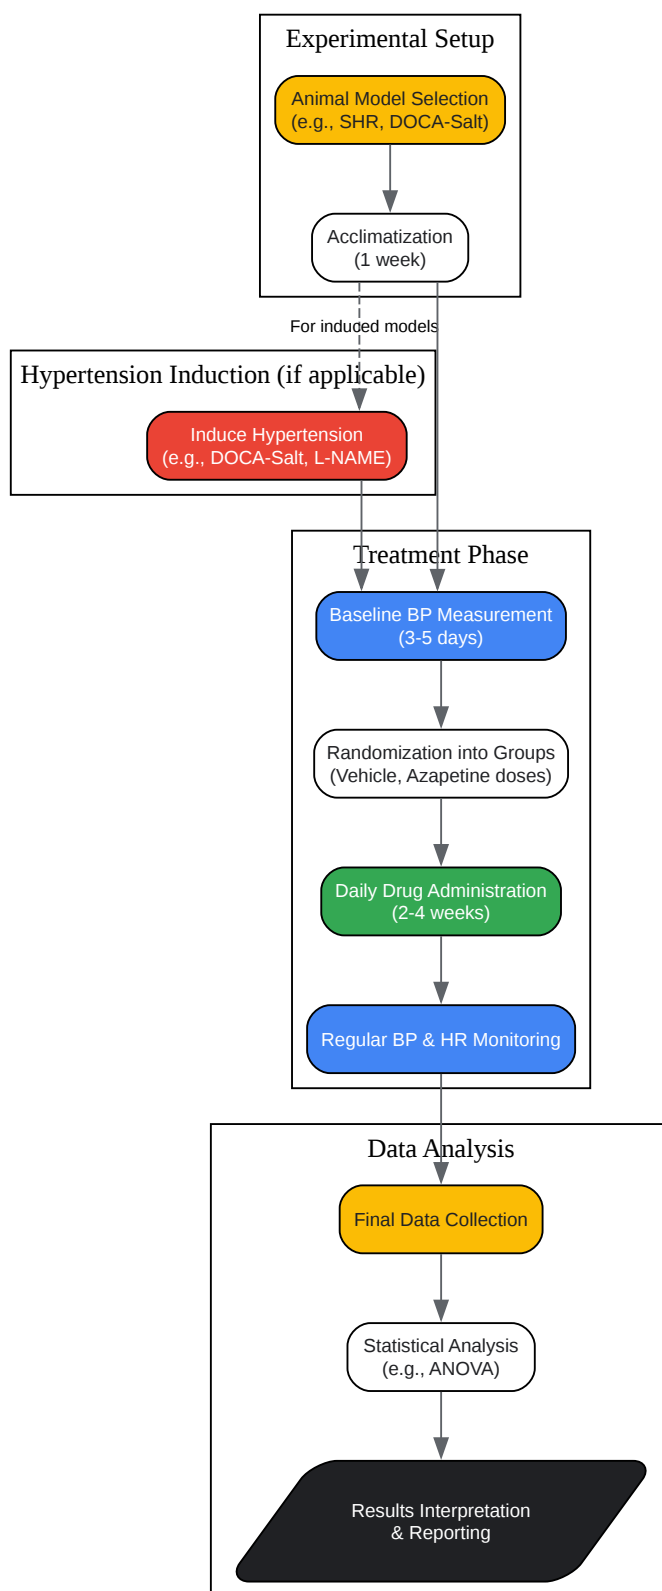 Experimental Setup
Animal Model Selection
(e.g., SHR, DOCA-Salt)
Acclimatization
(1 week)
For induced models
Hypertension Induction (if applicable)
Induce Hypertension
(e.g., DOCA-Salt, L-NAME)
Treatment Phase
Baseline BP Measurement
(3-5 days)
Randomization into Groups
(Vehicle, Azapetine doses)
Daily Drug Administration
(2-4 weeks)
Regular BP & HR Monitoring
Data Analysis
Final Data Collection
Statistical Analysis
(e.g., ANOVA)
Results Interpretation
& Reporting